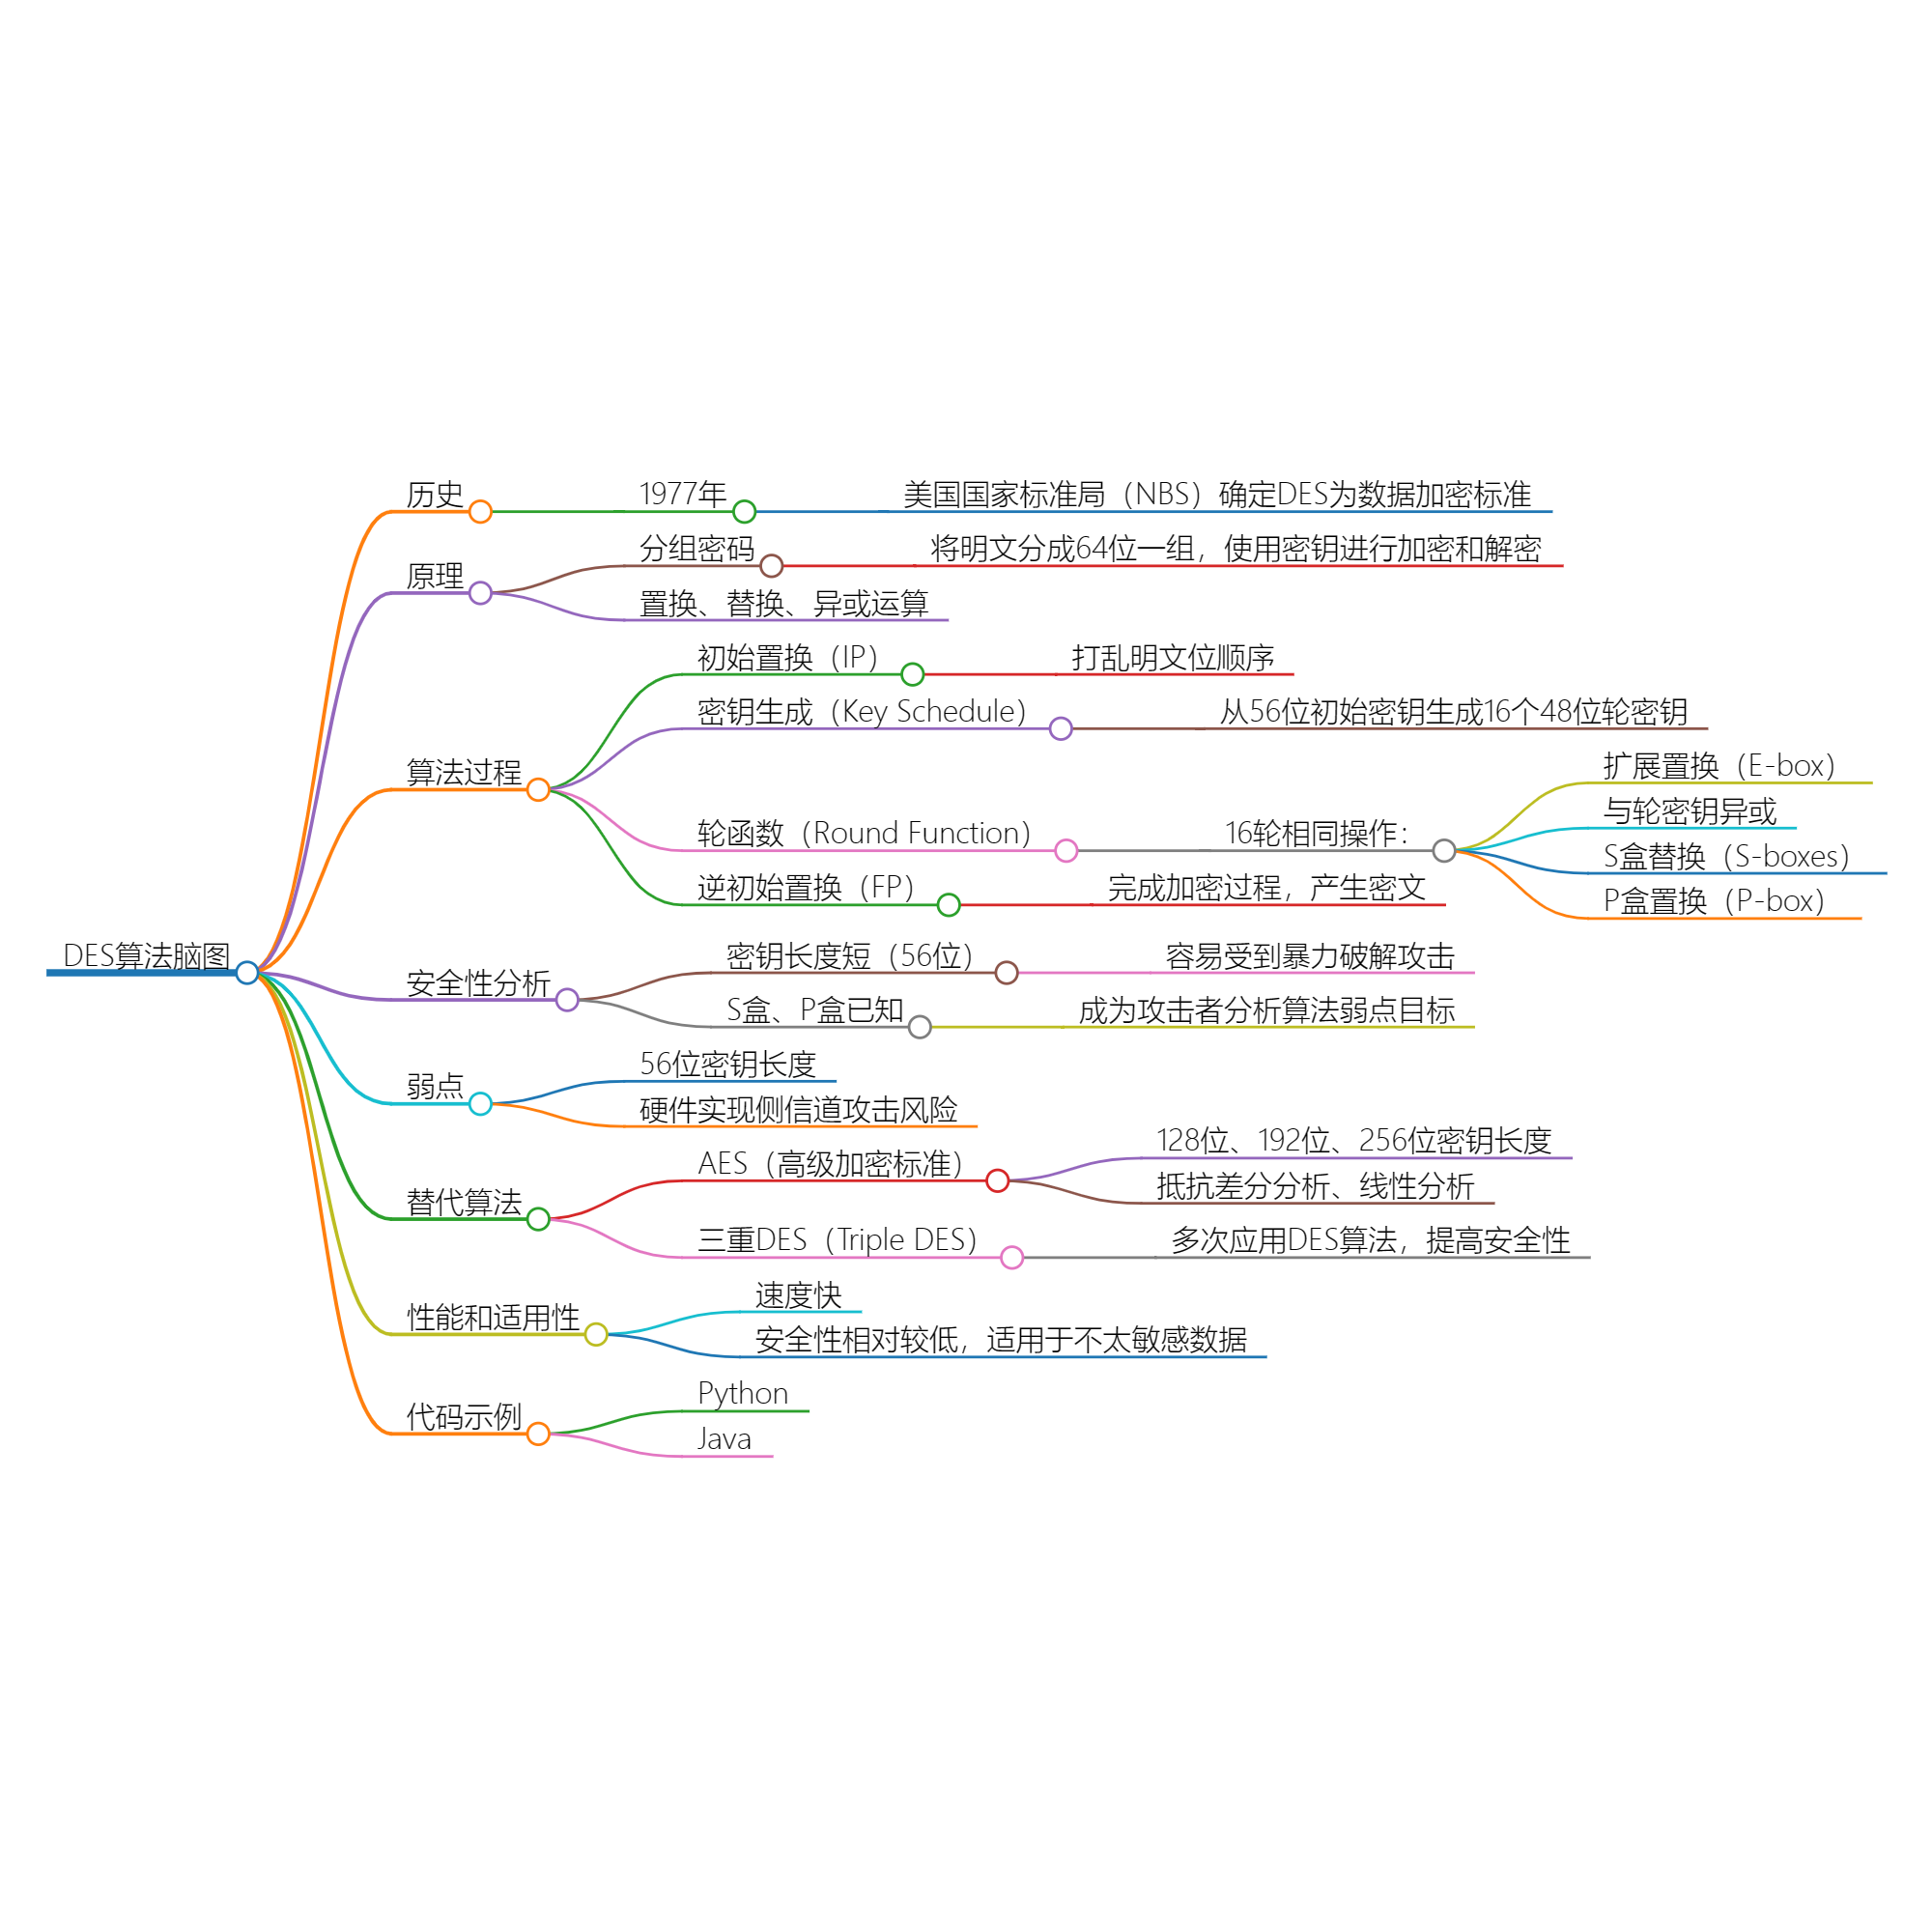 DES算法脑图
历史
1977年
美国国家标准局（NBS）确定DES为数据加密标准
原理
分组密码
将明文分成64位一组，使用密钥进行加密和解密
置换、替换、异或运算
算法过程
初始置换（IP）
打乱明文位顺序
密钥生成（Key Schedule）
从56位初始密钥生成16个48位轮密钥
轮函数（Round Function）
16轮相同操作：
扩展置换（E-box）
与轮密钥异或
S盒替换（S-boxes）
P盒置换（P-box）
逆初始置换（FP）
完成加密过程，产生密文
安全性分析
密钥长度短（56位）
容易受到暴力破解攻击
S盒、P盒已知
成为攻击者分析算法弱点目标
弱点
56位密钥长度
硬件实现侧信道攻击风险
替代算法
AES（高级加密标准）
128位、192位、256位密钥长度
抵抗差分分析、线性分析
三重DES（Triple DES）
多次应用DES算法，提高安全性
性能和适用性
速度快
安全性相对较低，适用于不太敏感数据
代码示例
Python
Java